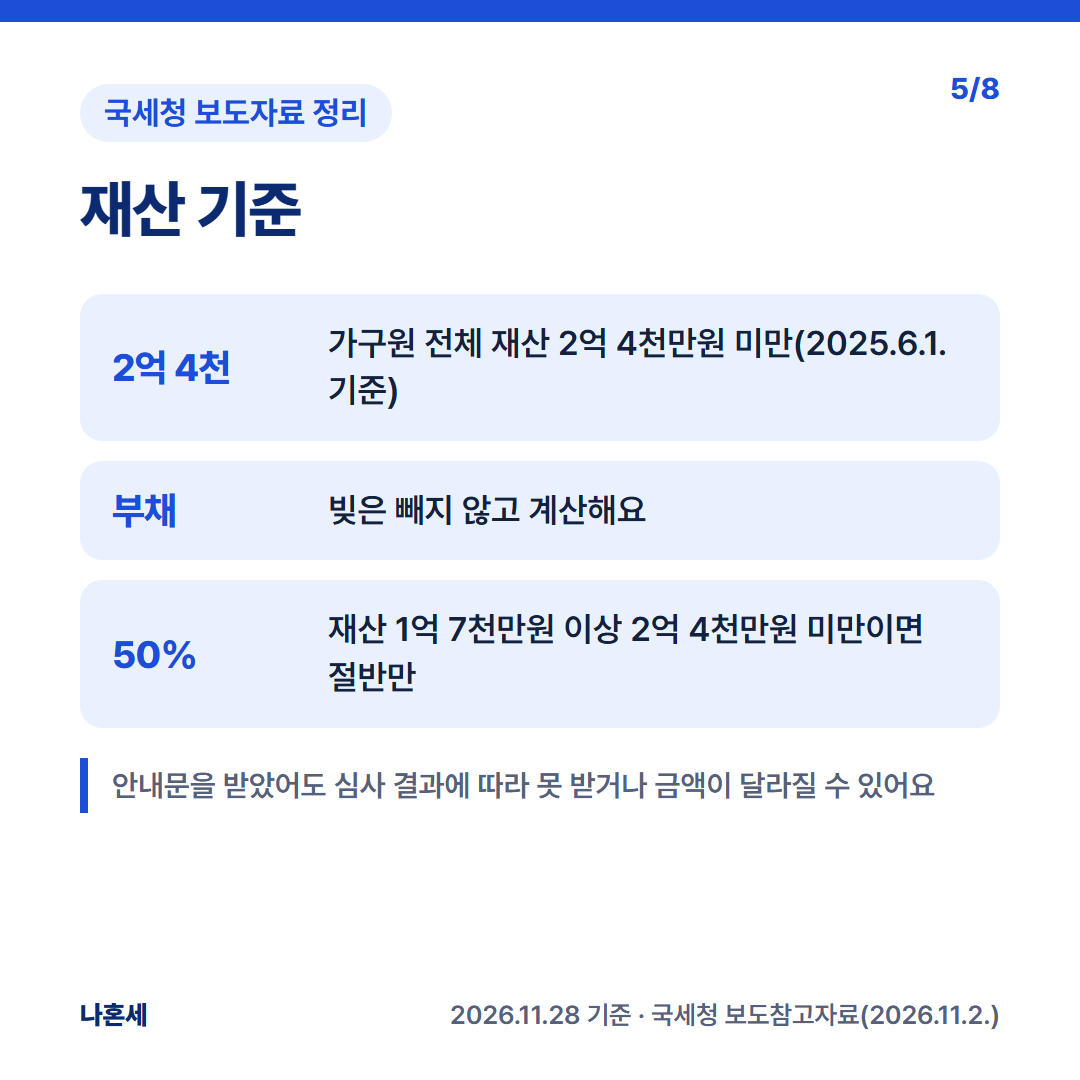 국세청 보도자료 정리
5/8
재산 기준
2억 4천
가구원 전체 재산 2억 4천만원 미만(2025.6.1.
기준)
부채
빚은 빼지 않고 계산해요
50%
재산 1억 7천만원 이상 2억 4천만원 미만이면
절반만
안내문을 받았어도 심사 결과에 따라 못 받거나 금액이 달라질 수 있어요
나혼세
2026.11.28 기준 · 국세청 보도참고자료(2026.11.2.)